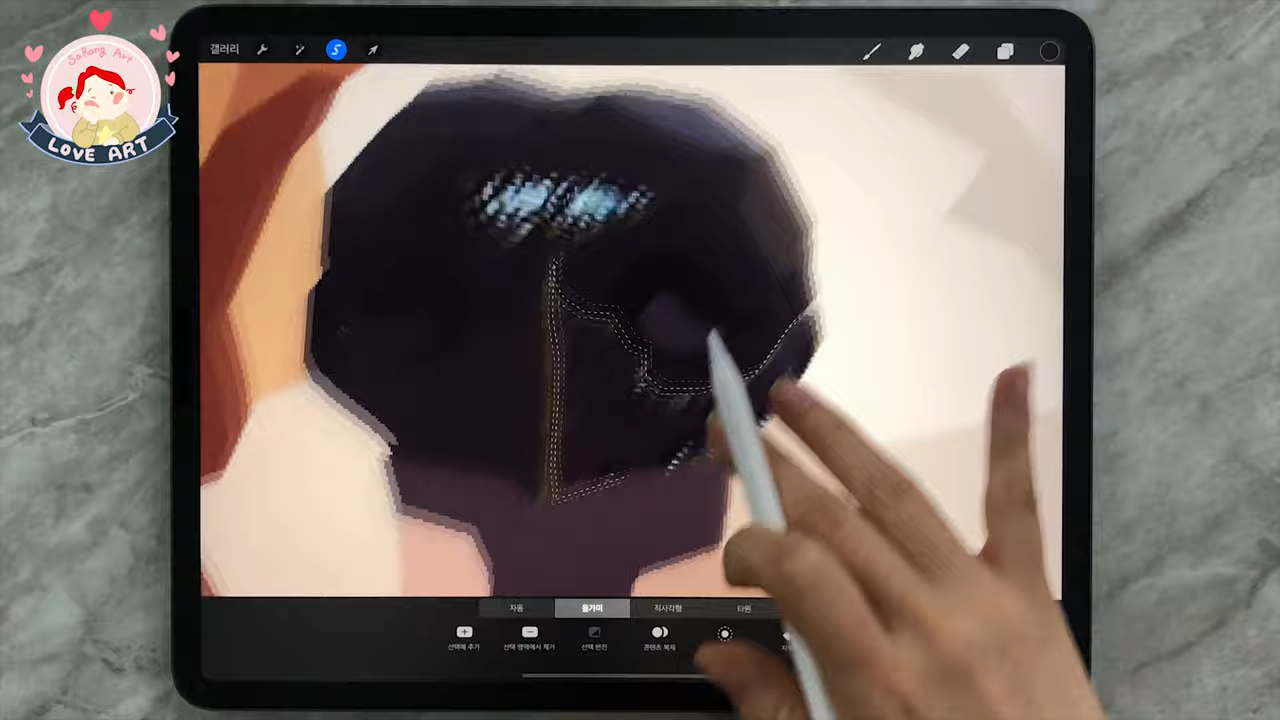 SaRang Art
LOVE ART
갤러리
S
자동
올가미
직사각형
타원
선택에 추가
선택 영역에서 제거
선택 반전
콘텐츠 복제